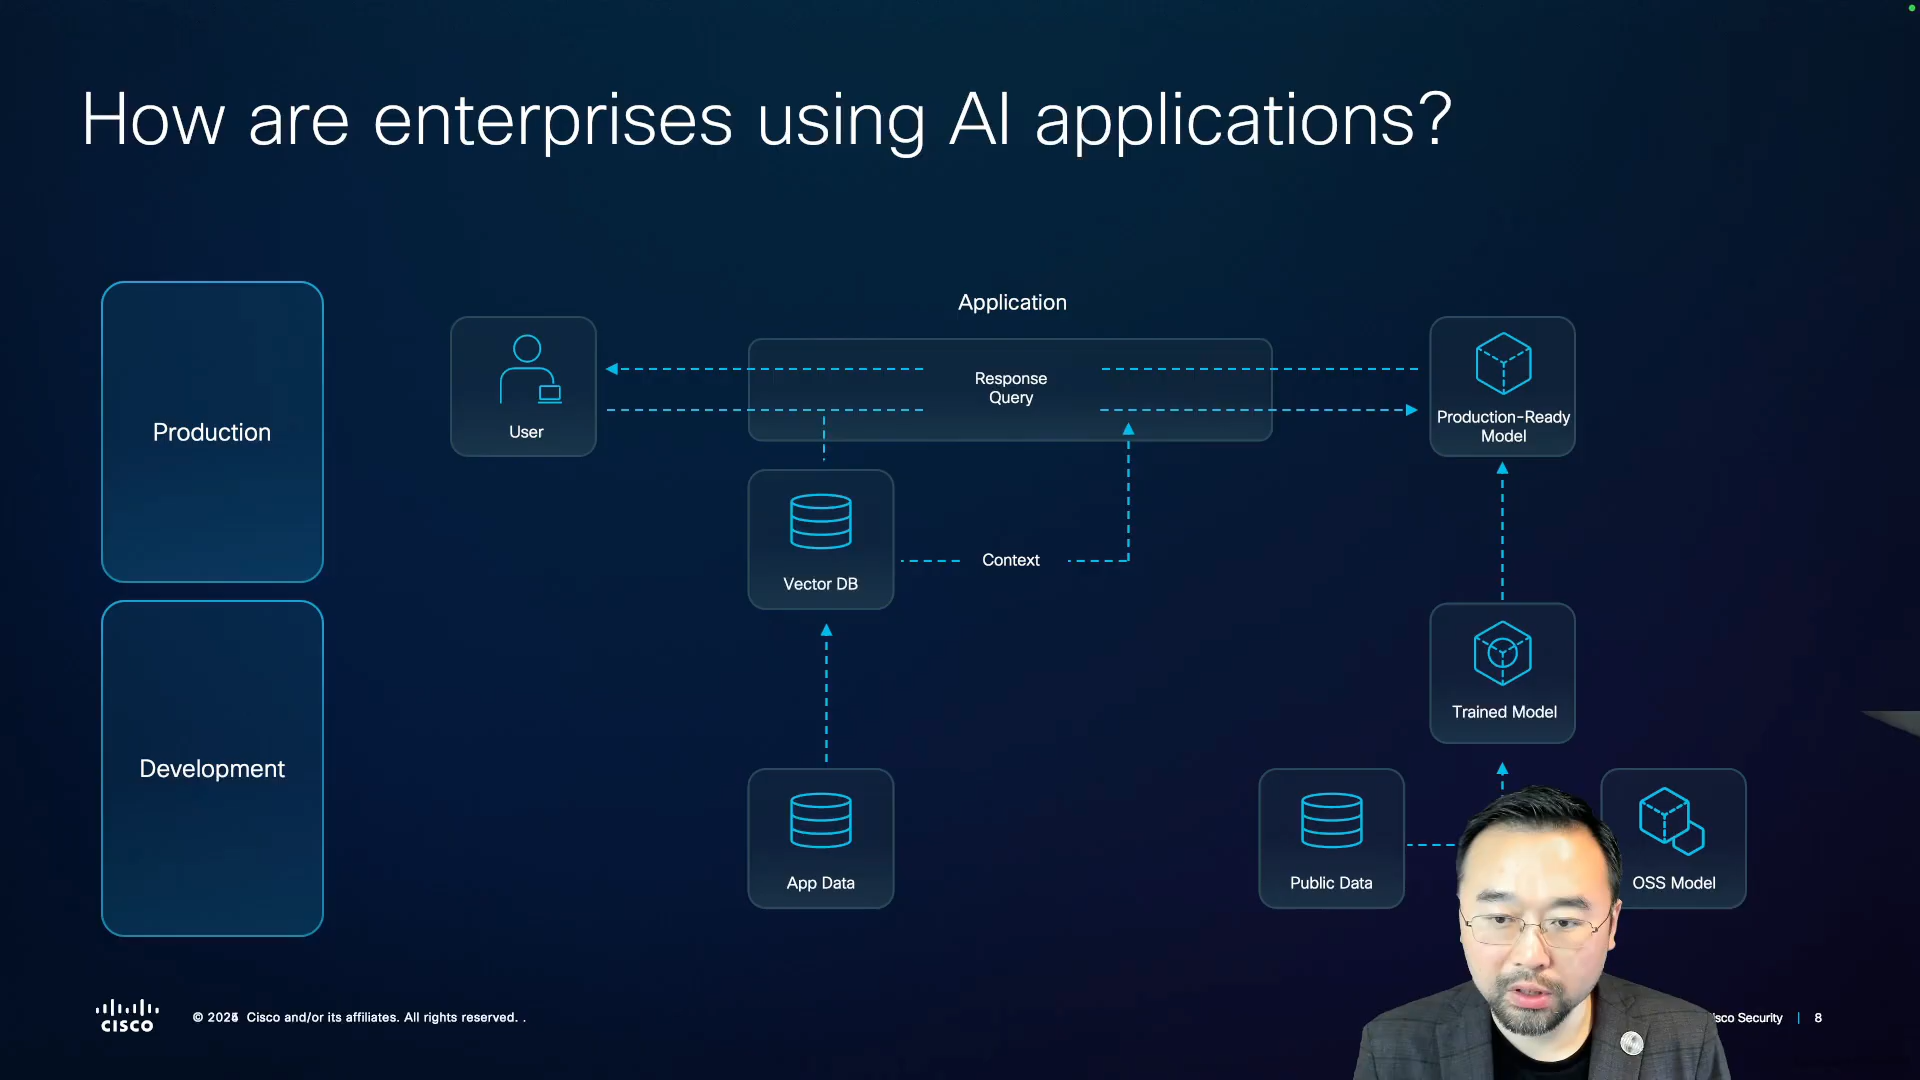 How are enterprises using AI applications?
Application
Production
User
Response
Query
Production-Ready
Model
Vector DB
Context
Development
Trained Model
App Data
Public Data
OSS Model
CISCO
Cisco and/or its affiliates. All rights reserved. .
Security | 8